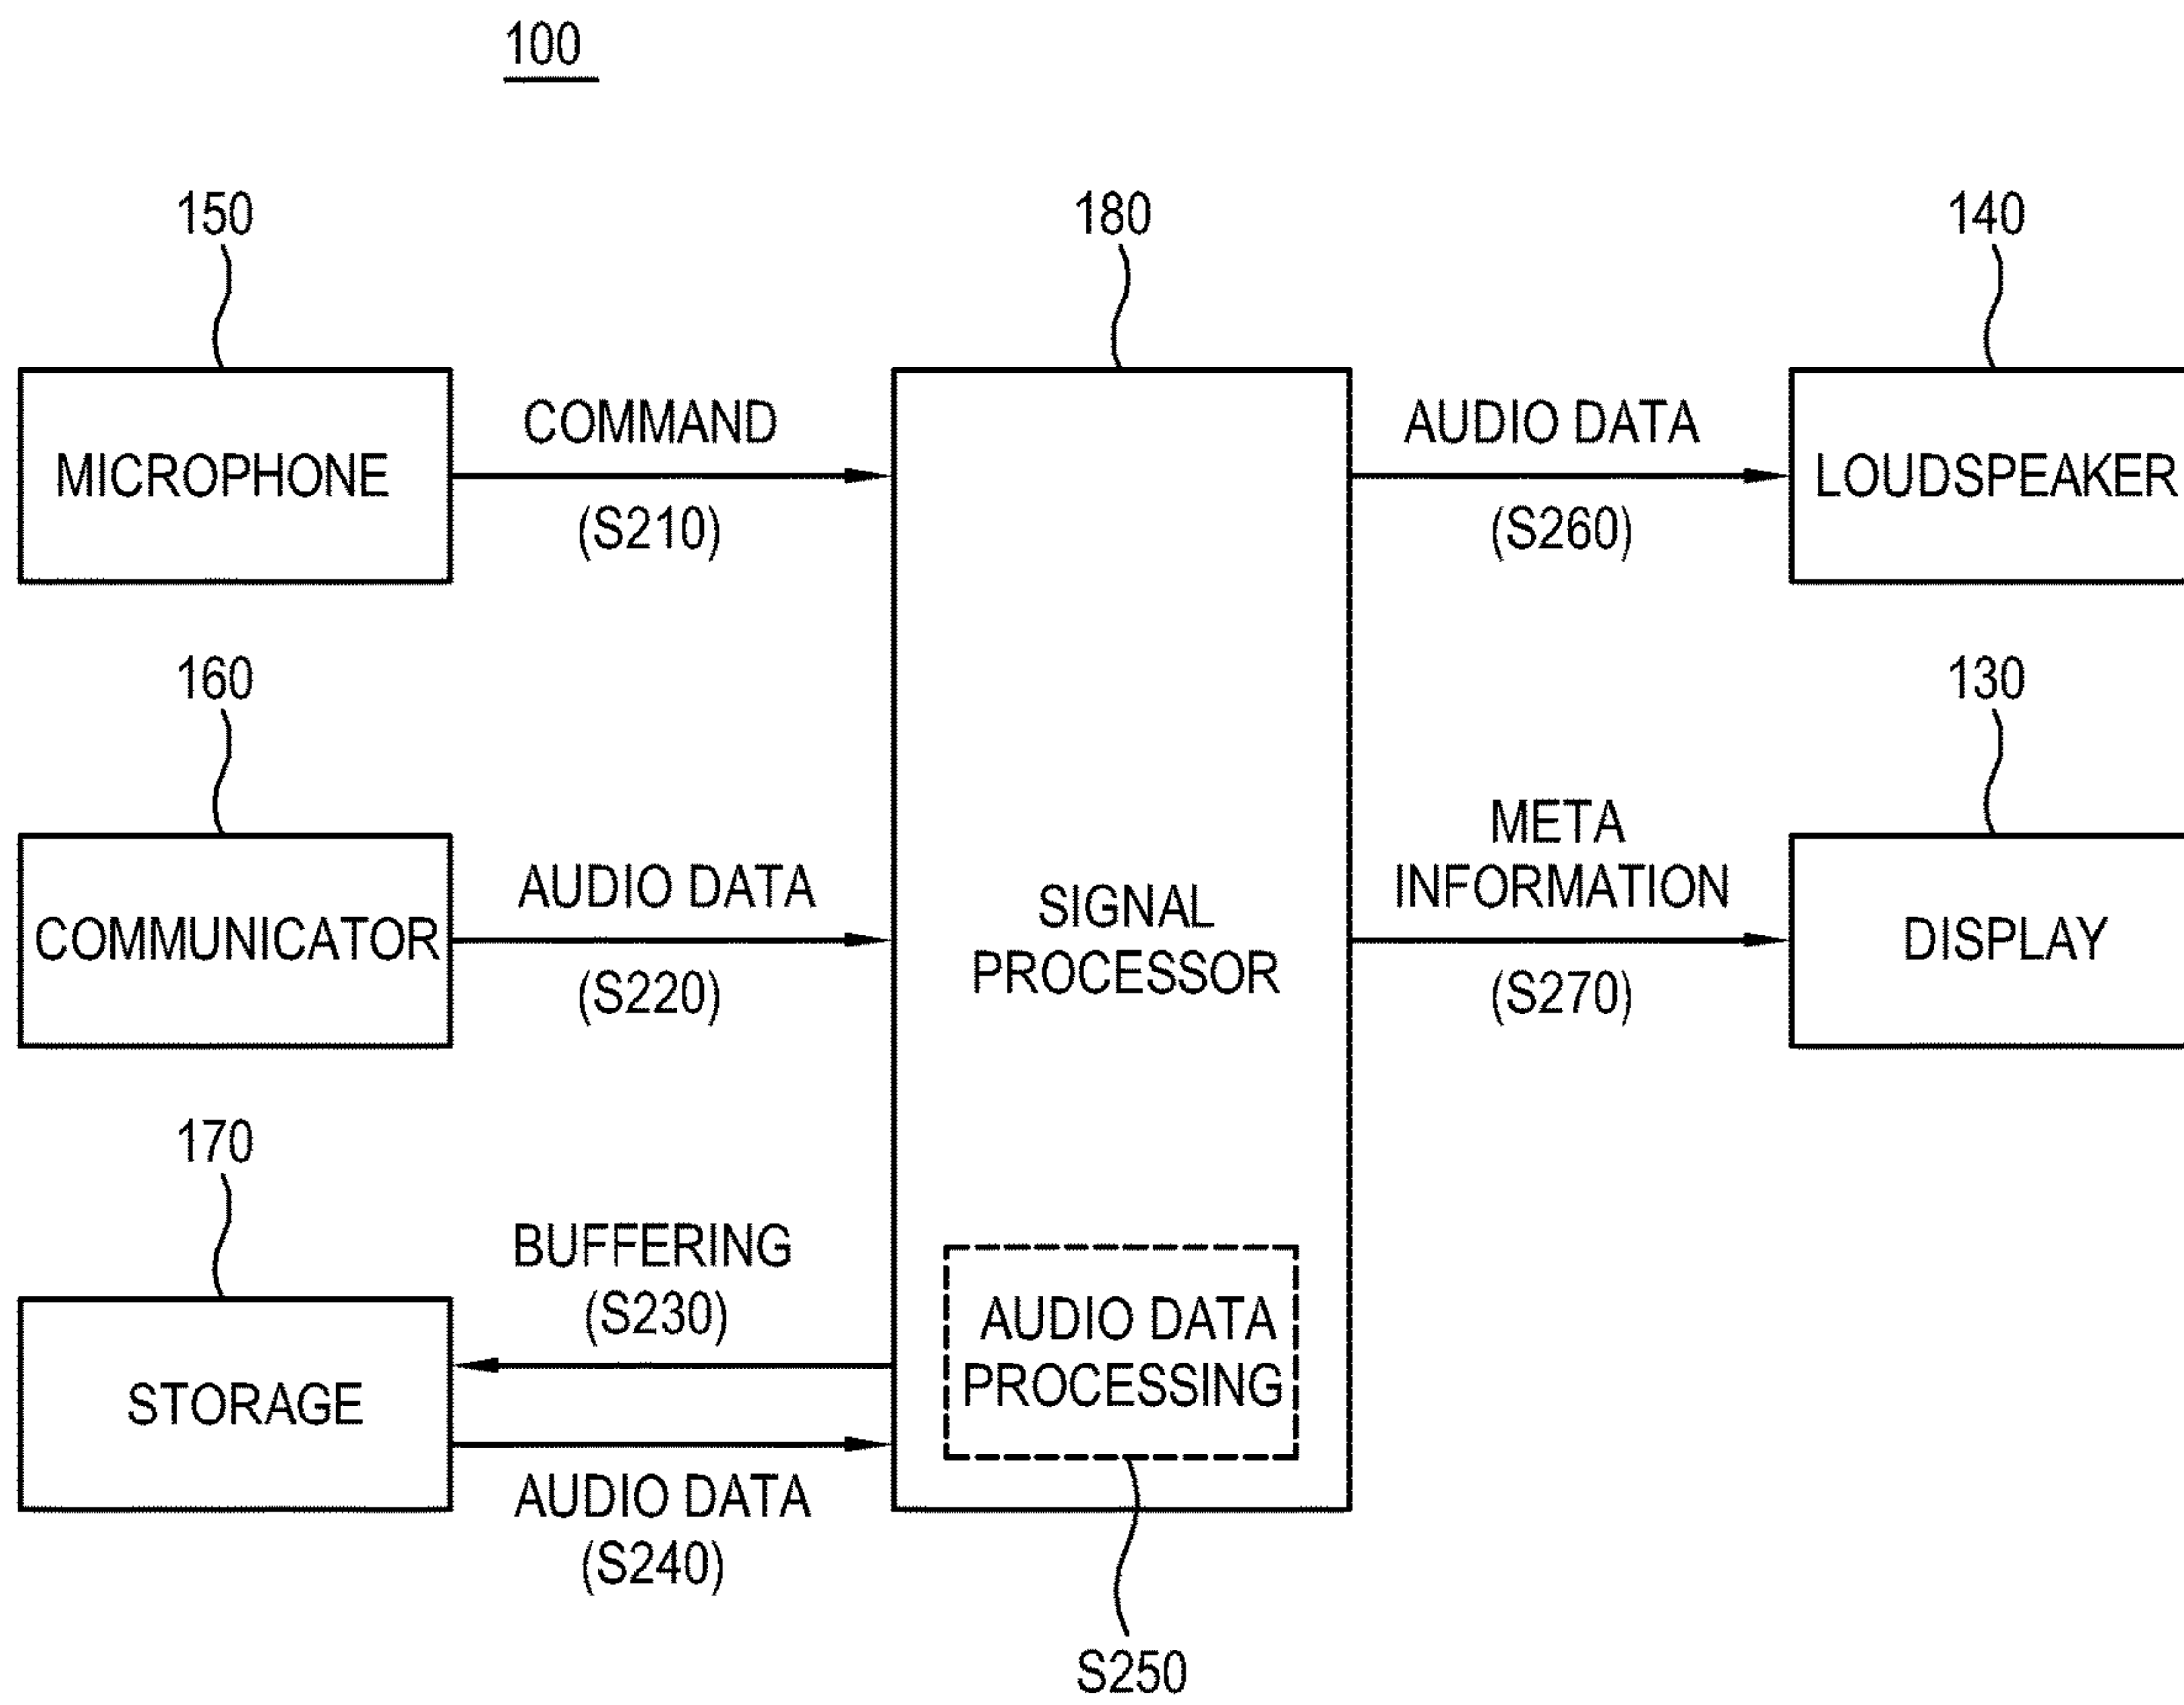 100
150
180
140
MICROPHONE
COMMAND
(S210)
AUDIO DATA
(S260)
LOUDSPEAKER
160
130
COMMUNICATOR
AUDIO DATA
(S220)
SIGNAL
PROCESSOR
META
INFORMATION
(S270)
DISPLAY
170
STORAGE
BUFFERING
(S230)
AUDIO DATA
(S240)
AUDIO DATA
PROCESSING
S250